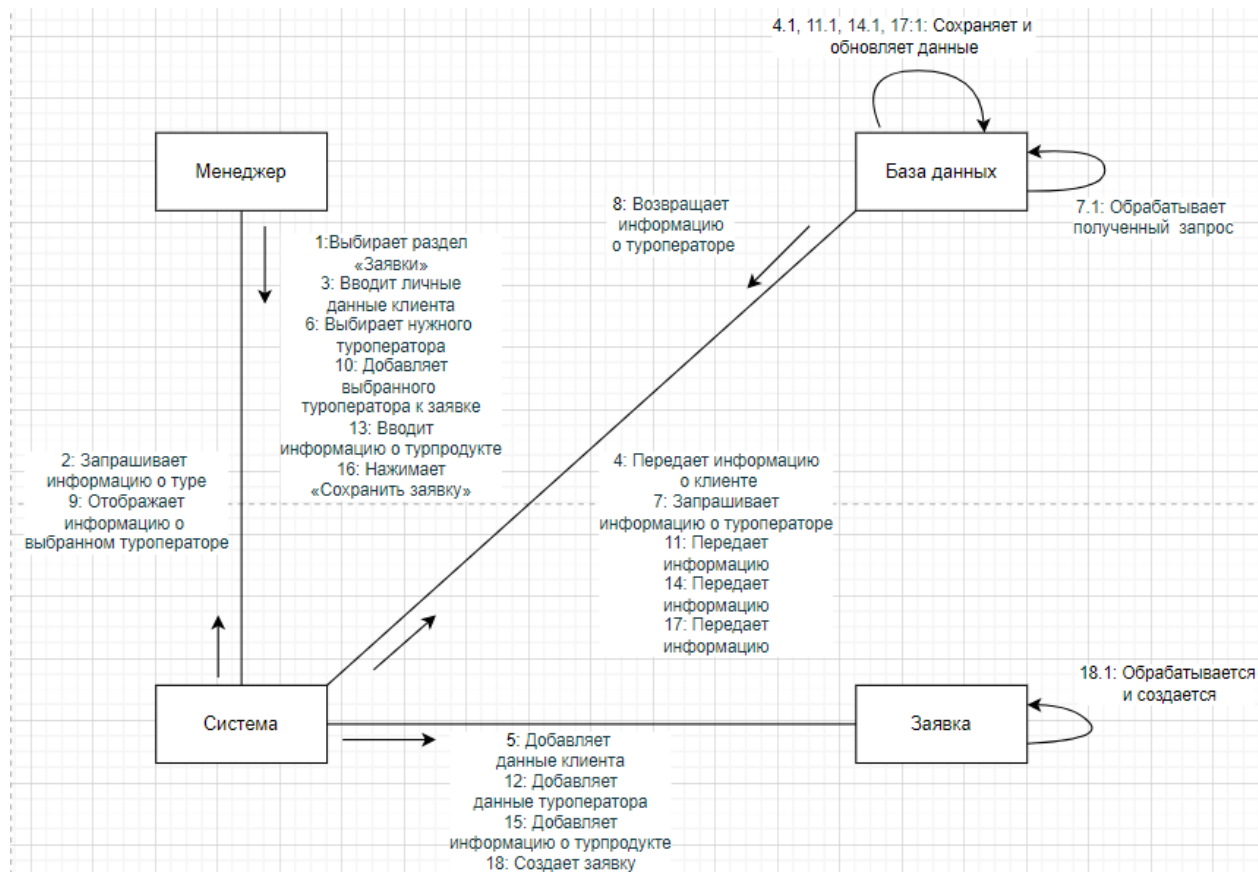 4.1, 11.1, 14.1, 17:1: Сохраняет и
обновляет данные
Менеджер
База данных
8: Возвращает
информацию
о туроператоре
7.1: Обрабатывает
полученный запрос
1:Выбирает раздел
«Заявки»
3: Вводит личные
данные клиента
6: Выбирает нужного
туроператора
10: Добавляет
выбранного
туроператора к заявке
13: Вводит
информацию о турпродукте
16: Нажимает
«Сохранить заявку»
2: Запрашивает
информацию о туре
9: Отображает
информацию о
выбранном туроператоре
4: Передает информацию
о клиенте
7: Запрашивает
информацию о туроператоре
11: Передает
информацию
14: Передает
информацию
17: Передает
информацию
Система
Заявка
18.1: Обрабатывается
и создается
5: Добавляет
данные клиента
12: Добавляет
данные туроператора
15: Добавляет
информацию о турпродукте
18: Создает заявку